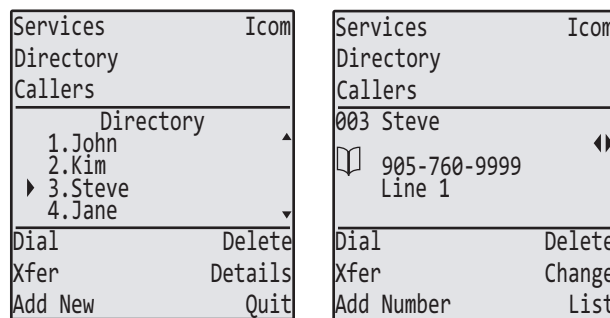 Services Icom
Directory
Callers
Directory
1.John
2.Kim
3.Steve
4.Jane
Dial Delete
Xfer Details
Add New Quit
Services Icom
Directory
Callers
003 Steve
905-760-9999
Line 1
Dial Delete
Xfer Change
Add Number List